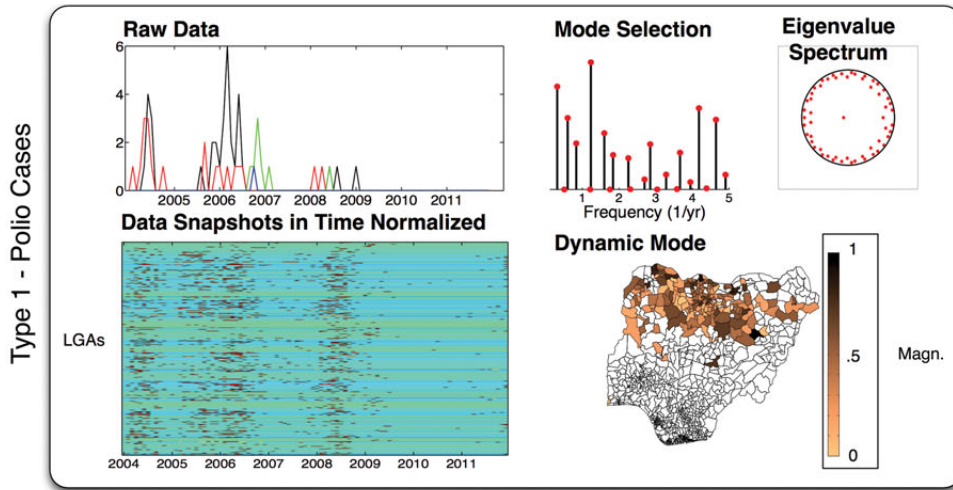 Type 1 - Polio Cases
Raw Data
6
4
2
0
2005 2006 2007 2008 2009 2010 2011
Mode Selection
1 2 3 4 5
Frequency (1/yr)
Eigenvalue
Spectrum
Data Snapshots in Time Normalized
LGAs
2004 2005 2006 2007 2008 2009 2010 2011
Dynamic Mode
1
.5
0
Magn.